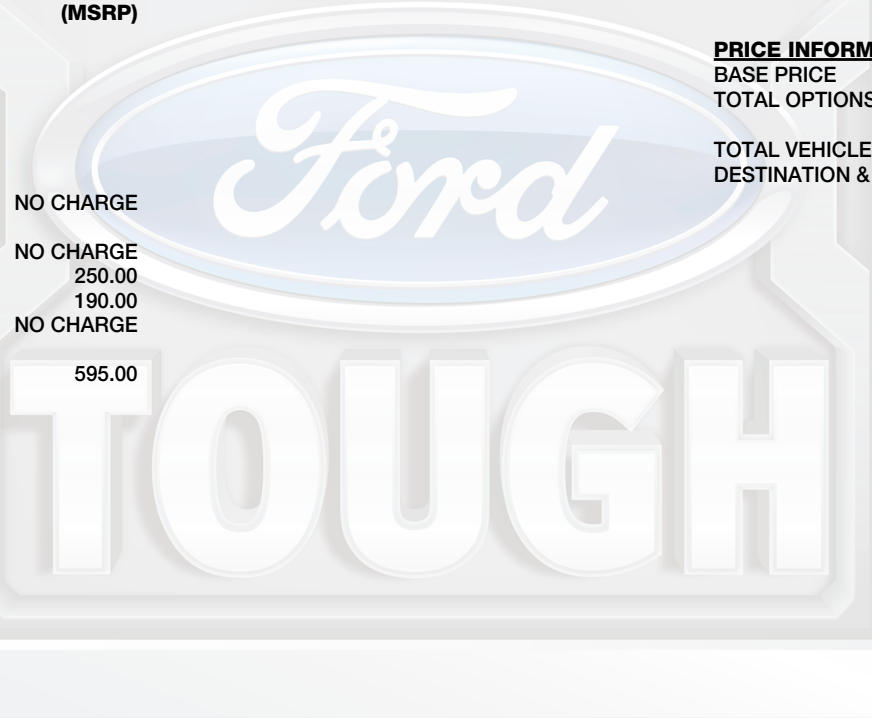 (MSRP)
NO CHARGE
NO CHARGE
250.00
190.00
NO CHARGE
595.00
PRICE INFORM
BASE PRICE
TOTAL OPTIONS
TOTAL VEHICLE
DESTINATION &
Ford
TOUGH